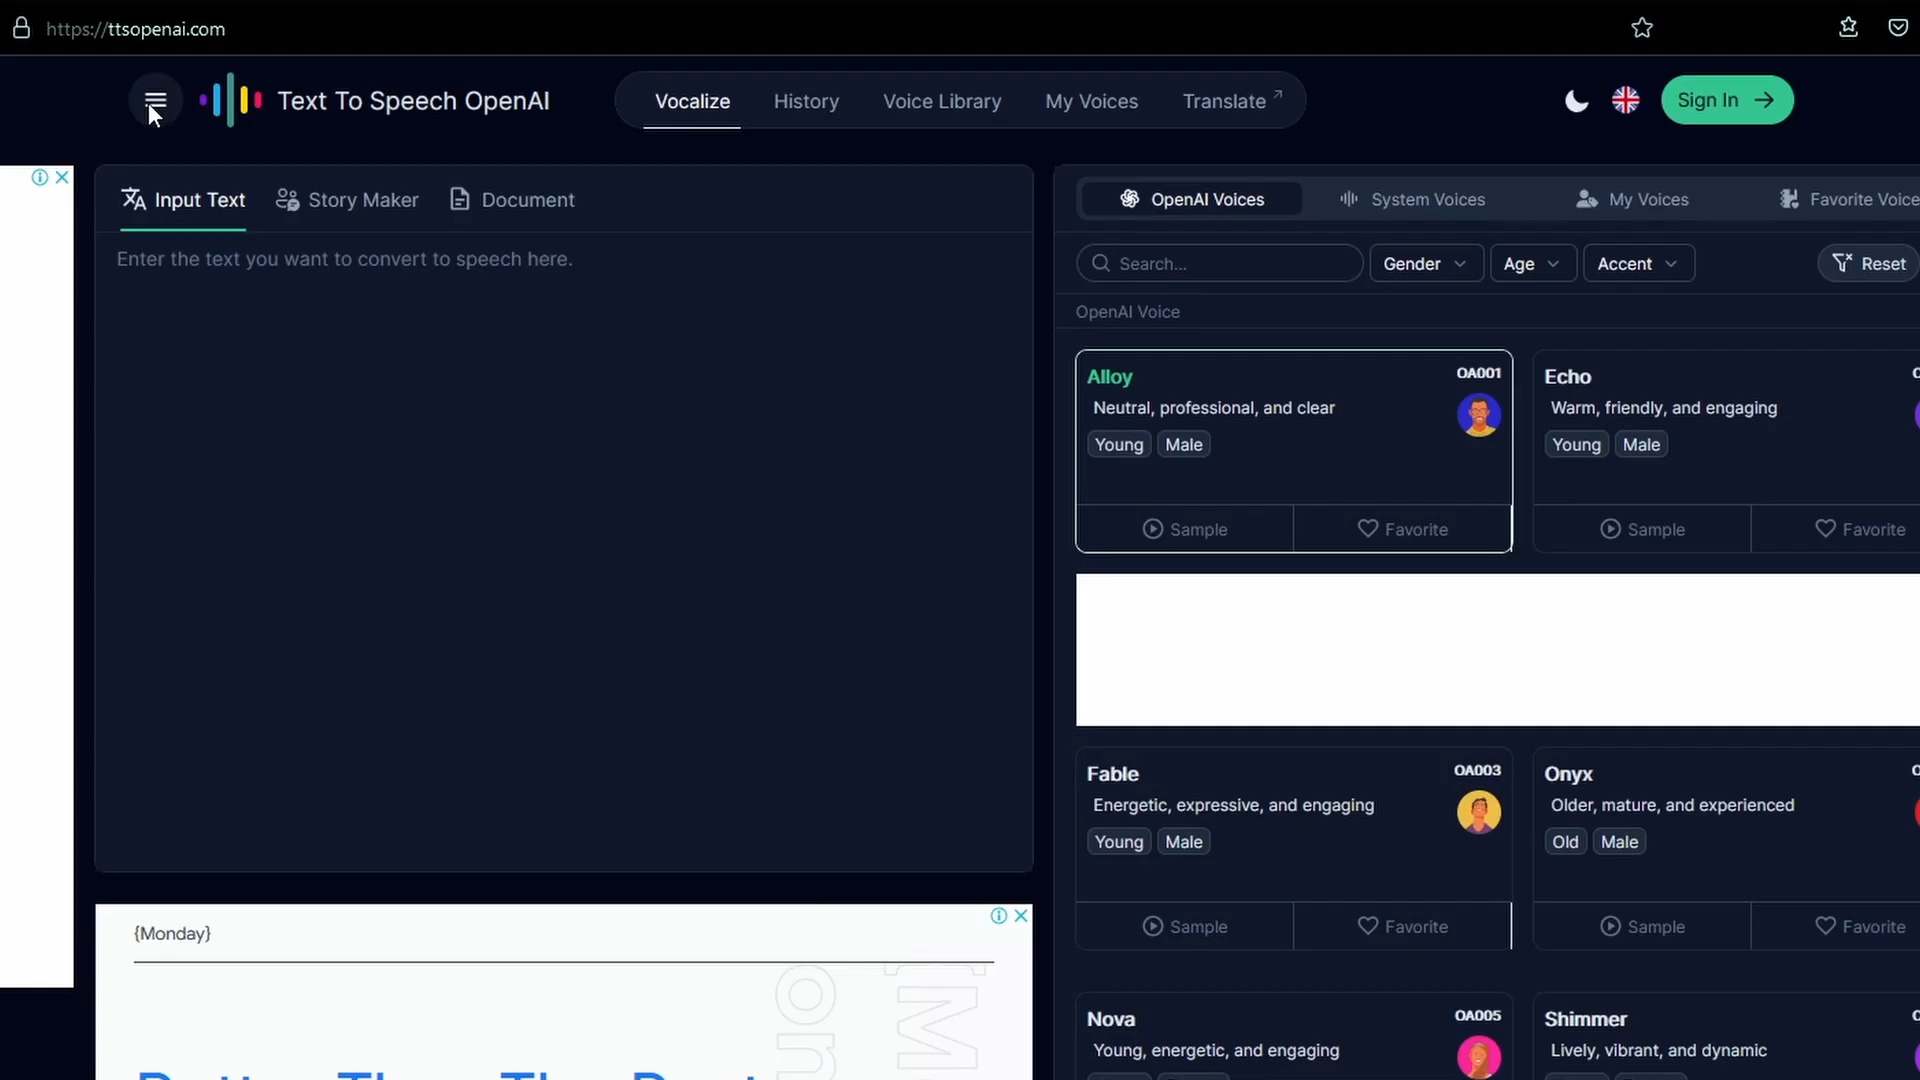 https://ttsopenai.com
Text To Speech OpenAI
Vocalize
History
Voice Library
My Voices
Translate
Sign In
Input Text
Story Maker
Document
Enter the text you want to convert to speech here.
OpenAI Voices
System Voices
My Voices
Favorite Voice
Search...
Gender
Age
Accent
Reset
OpenAI Voice
Alloy
OA001
Neutral, professional, and clear
Young Male
Sample
Favorite
Echo
Warm, friendly, and engaging
Young Male
Sample
Favorite
Fable
OA003
Energetic, expressive, and engaging
Young Male
Sample
Favorite
Onyx
Older, mature, and experienced
Old Male
Sample
Favorite
Nova
OA005
Young, energetic, and engaging
Shimmer
Lively, vibrant, and dynamic
{Monday}